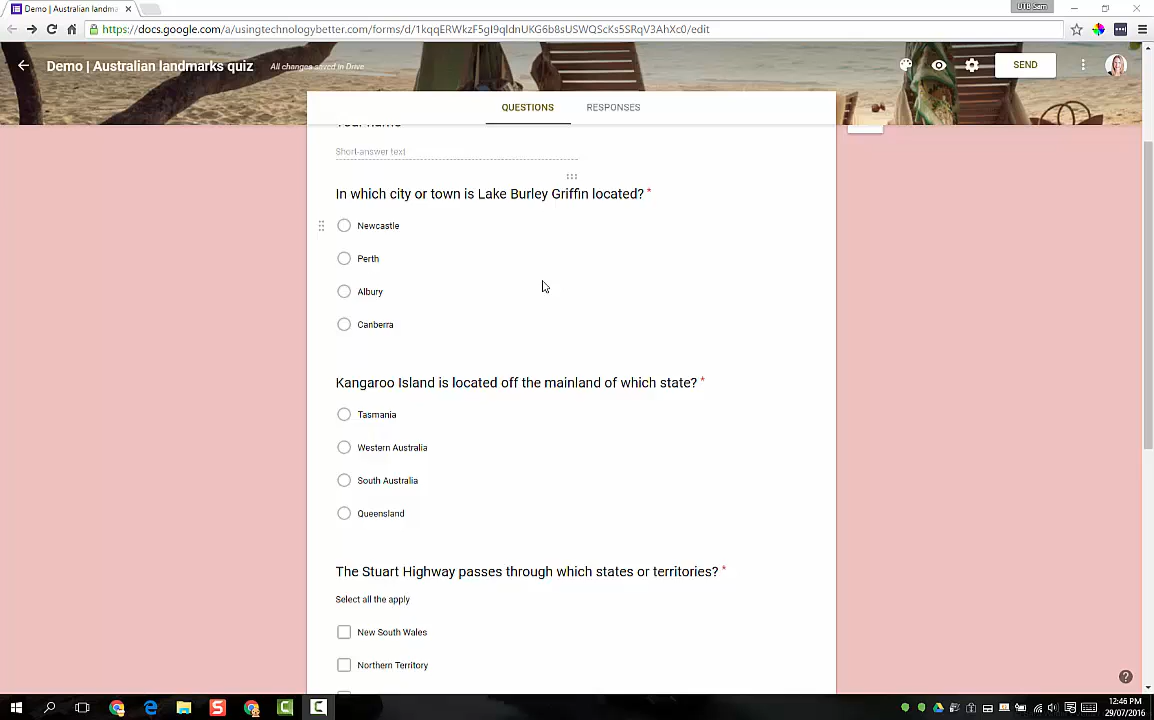 Demo | Australian landma
UTB Sam
https://docs.google.com/a/usingtechnologybetter.com/forms/d/1kqqERWkzF5gI9qldnUKG6b8sUSWQScKs5SRqV3AhXc0/edit
Demo | Australian landmarks quiz
All changes saved in Drive
SEND
QUESTIONS
RESPONSES
Your name
Short-answer text
In which city or town is Lake Burley Griffin located? *
Newcastle
Perth
Albury
Canberra
Kangaroo Island is located off the mainland of which state? *
Tasmania
Western Australia
South Australia
Queensland
The Stuart Highway passes through which states or territories? *
Select all the apply
New South Wales
Northern Territory
12:46 PM
29/07/2016